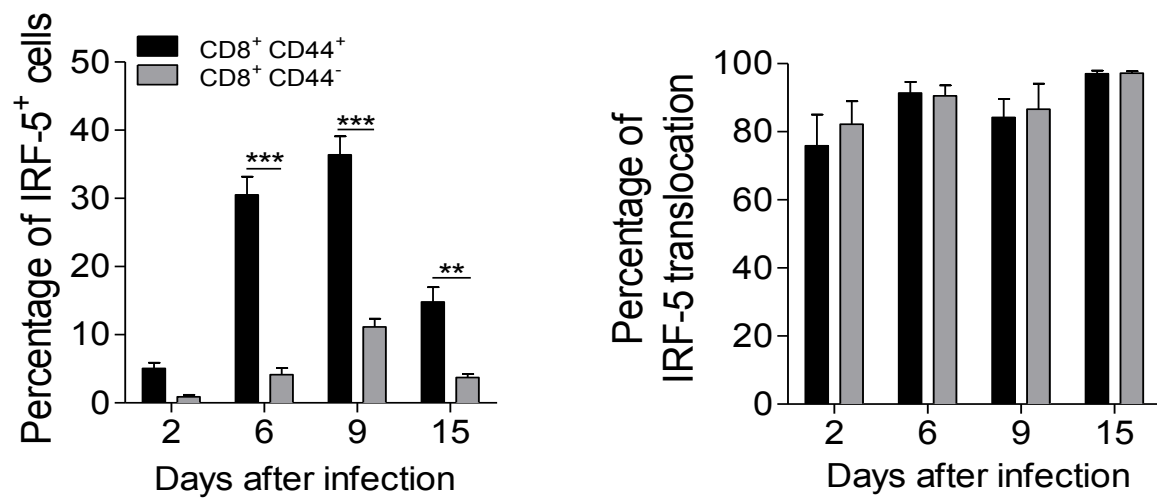 Percentage of IRF-5⁺ cells
CD8⁺ CD44⁺
CD8⁺ CD44⁻
50
40
30
20
10
0
***
***
**
2 6 9 15
Days after infection
Percentage of
IRF-5 translocation
100
80
60
40
20
0
2 6 9 15
Days after infection